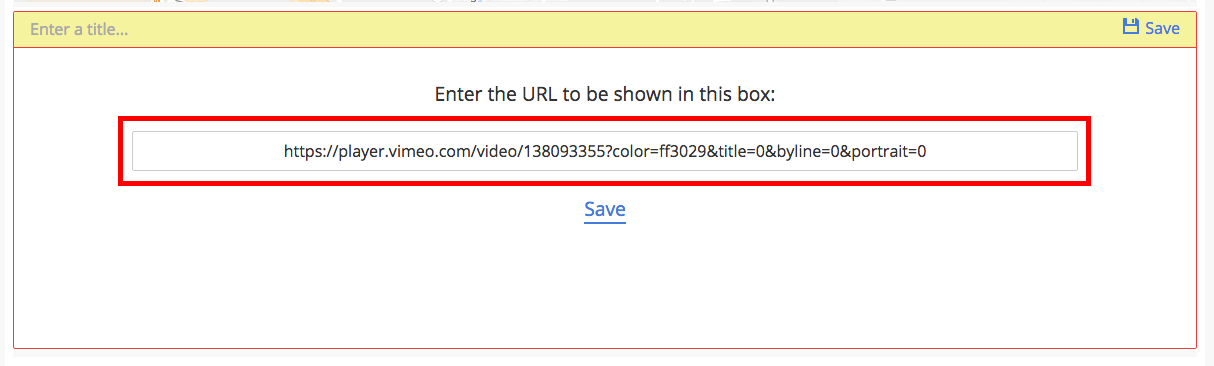 Enter a title...
Save
Enter the URL to be shown in this box:
https://player.vimeo.com/video/138093355?color=ff3029&title=0&byline=0&portrait=0
Save